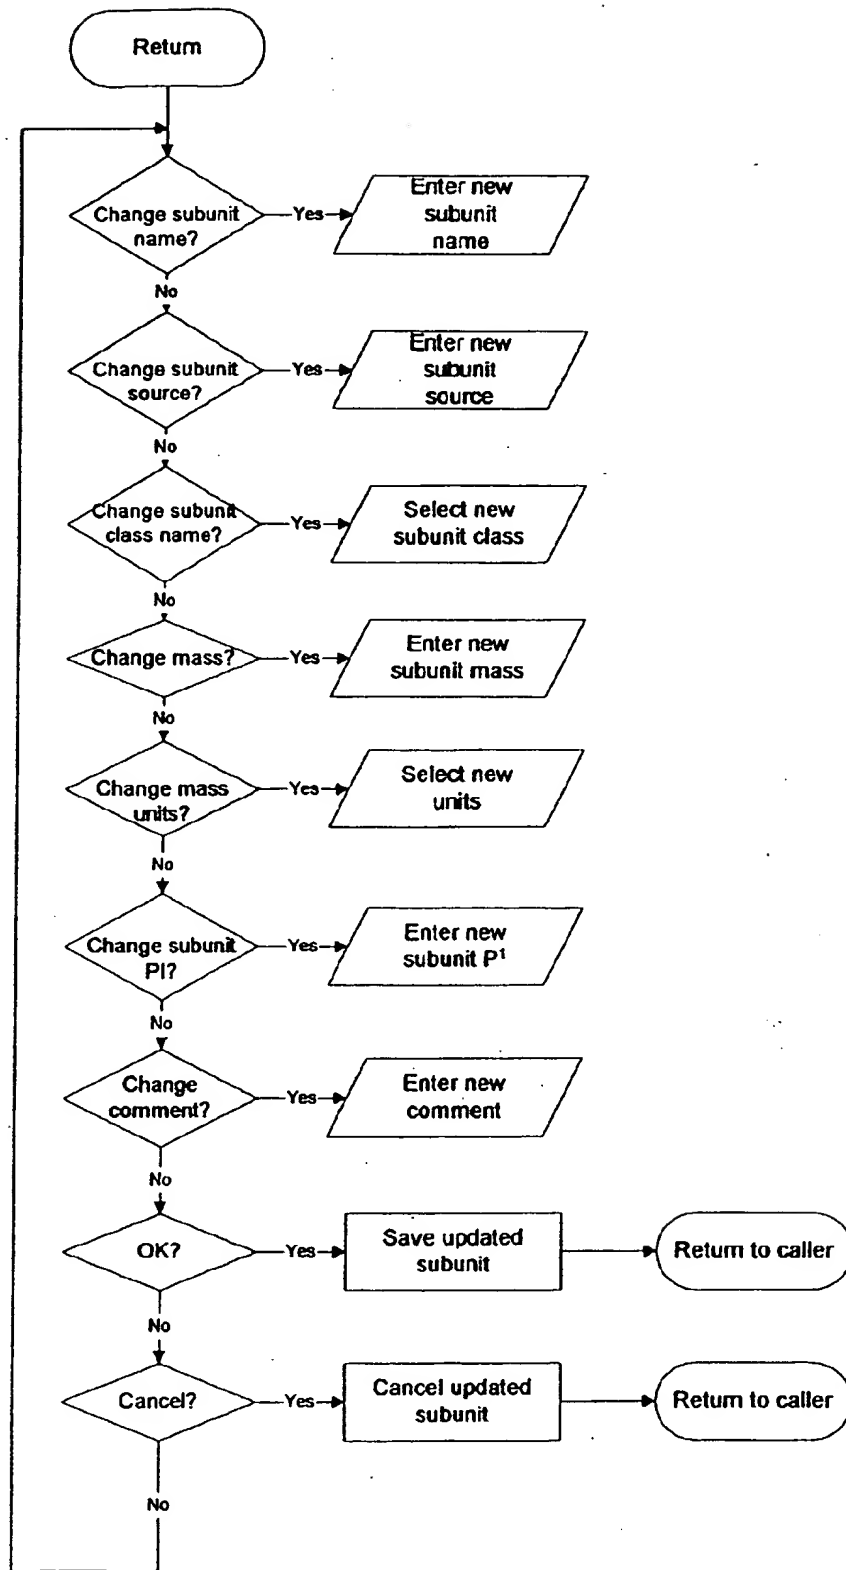 Return
Change subunit
name?
Yes
Enter new
subunit
name
No
Change subunit
source?
Yes
Enter new
subunit
source
No
Change subunit
class name?
Yes
Select new
subunit class
No
Change mass?
Yes
Enter new
subunit mass
No
Change mass
units?
Yes
Select new
units
No
Change subunit
PI?
Yes
Enter new
subunit P¹
No
Change
comment?
Yes
Enter new
comment
No
OK?
Yes
Save updated
subunit
Return to caller
No
Cancel?
Yes
Cancel updated
subunit
Return to caller
No